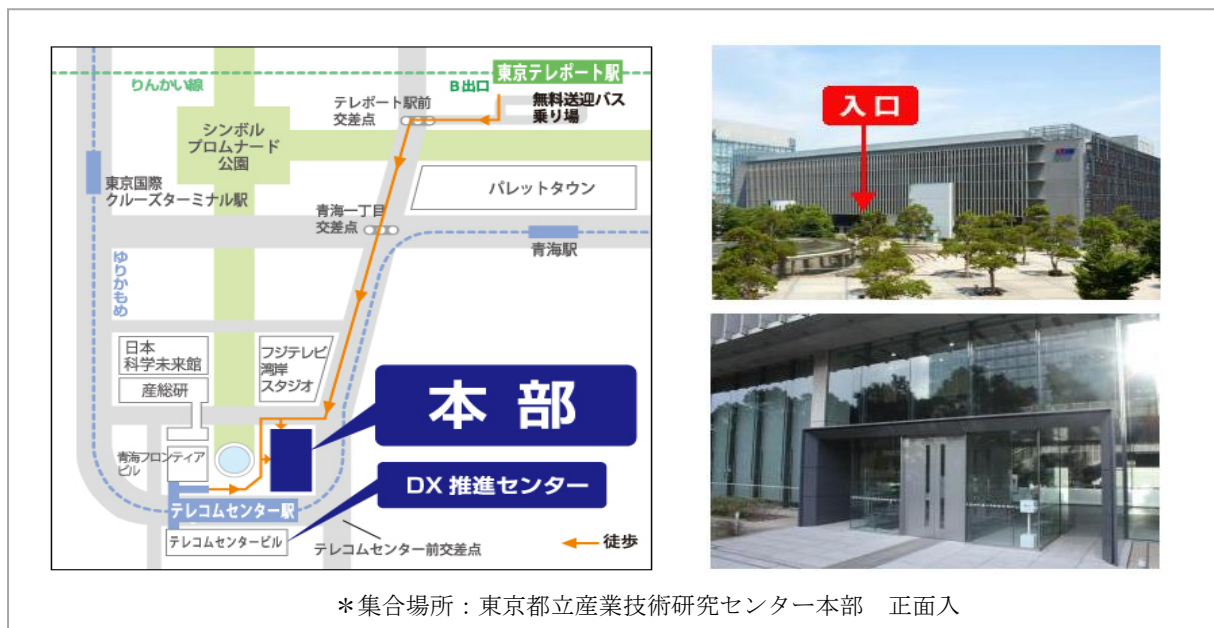 りんかい線
東京テレポート駅
B出口
無料送迎バス
乗り場
テレポート駅前
交差点
シンボル
プロムナード
公園
東京国際
クルーズターミナル駅
パレットタウン
青海一丁目
交差点
青海駅
ゆりかもめ
日本
科学未来館
産総研
フジテレビ
湾岸
スタジオ
本部
青海フロンティア
ビル
DX推進センター
テレコムセンター駅
テレコムセンタービル
テレコムセンター前交差点
徒歩
入口
＊集合場所：東京都立産業技術研究センター本部　正面入